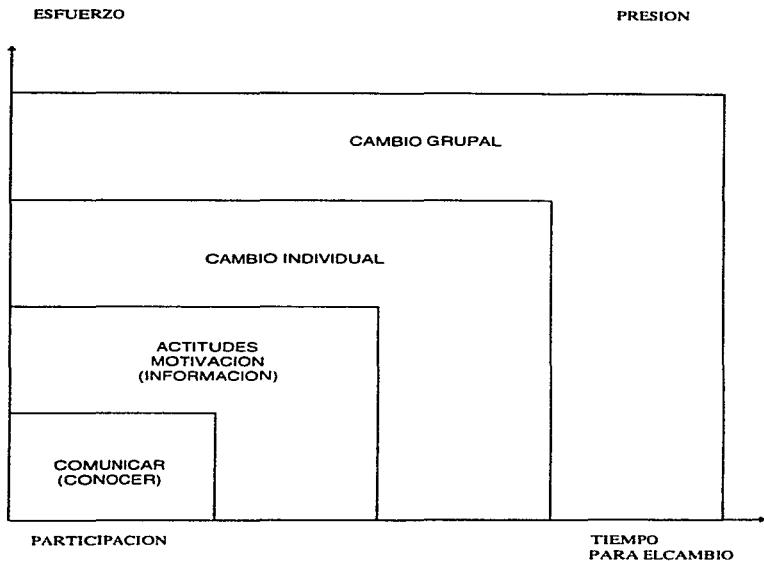 ESFUERZO
PRESION
CAMBIO GRUPAL
CAMBIO INDIVIDUAL
ACTITUDES
MOTIVACION
(INFORMACION)
COMUNICAR
(CONOCER)
PARTICIPACION
TIEMPO
PARA ELCAMBIO